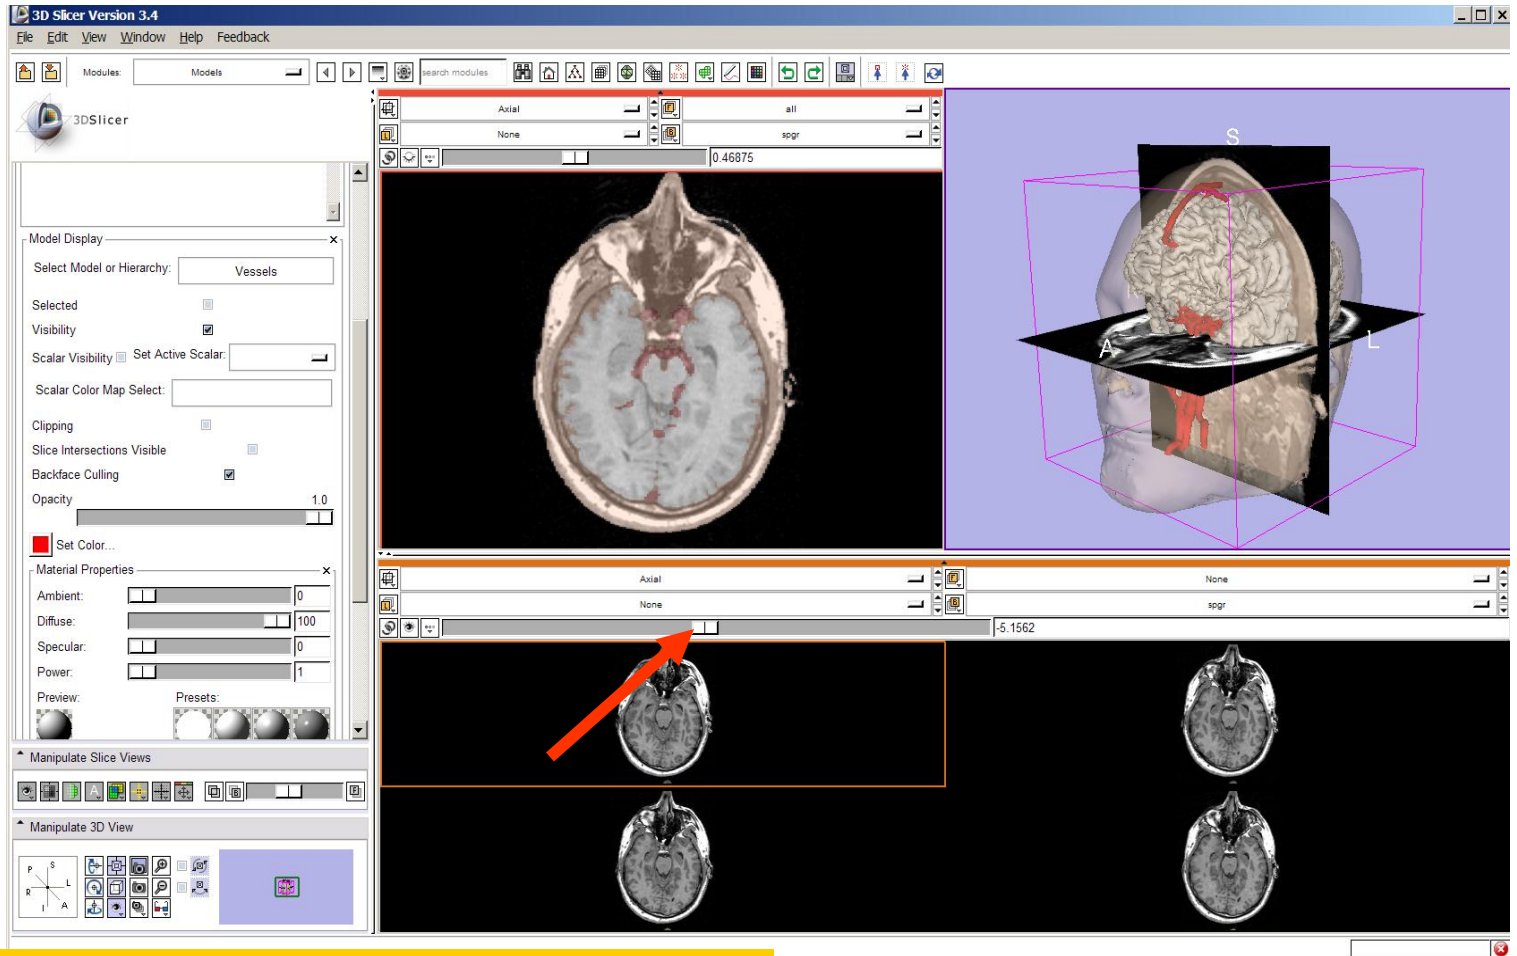 3D Slicer Version 3.4
File Edit View Window Help Feedback
Modules: Models search modules
3DSlicer
Axial all
None spgr
0.46875
S
A
L
Model Display
Select Model or Hierarchy: Vessels
Selected
Visibility
Scalar Visibility Set Active Scalar:
Scalar Color Map Select:
Clipping
Slice Intersections Visible
Backface Culling
Opacity 1.0
Set Color...
Material Properties
Ambient: 0
Diffuse: 100
Specular: 0
Power: 1
Preview: Presets:
Axial None
None spgr
-5.1562
Manipulate Slice Views
Manipulate 3D View
P S
R L
I A